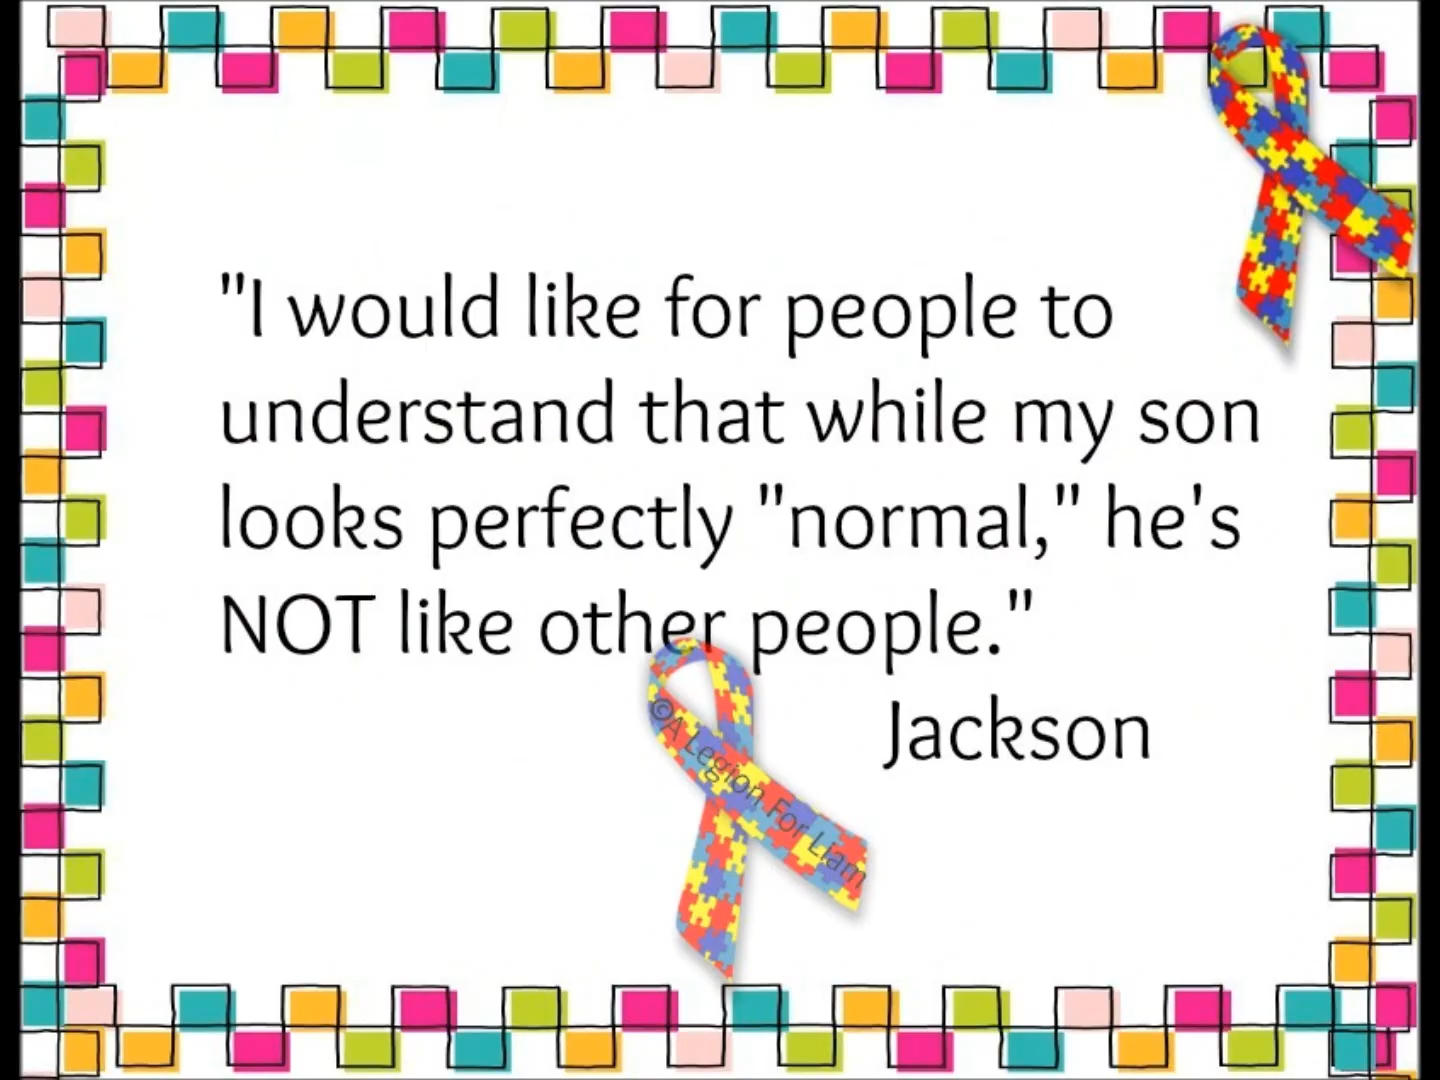 "I would like for people to
understand that while my son
looks perfectly "normal," he's
NOT like other people."
Jackson
©A Legion For Liam